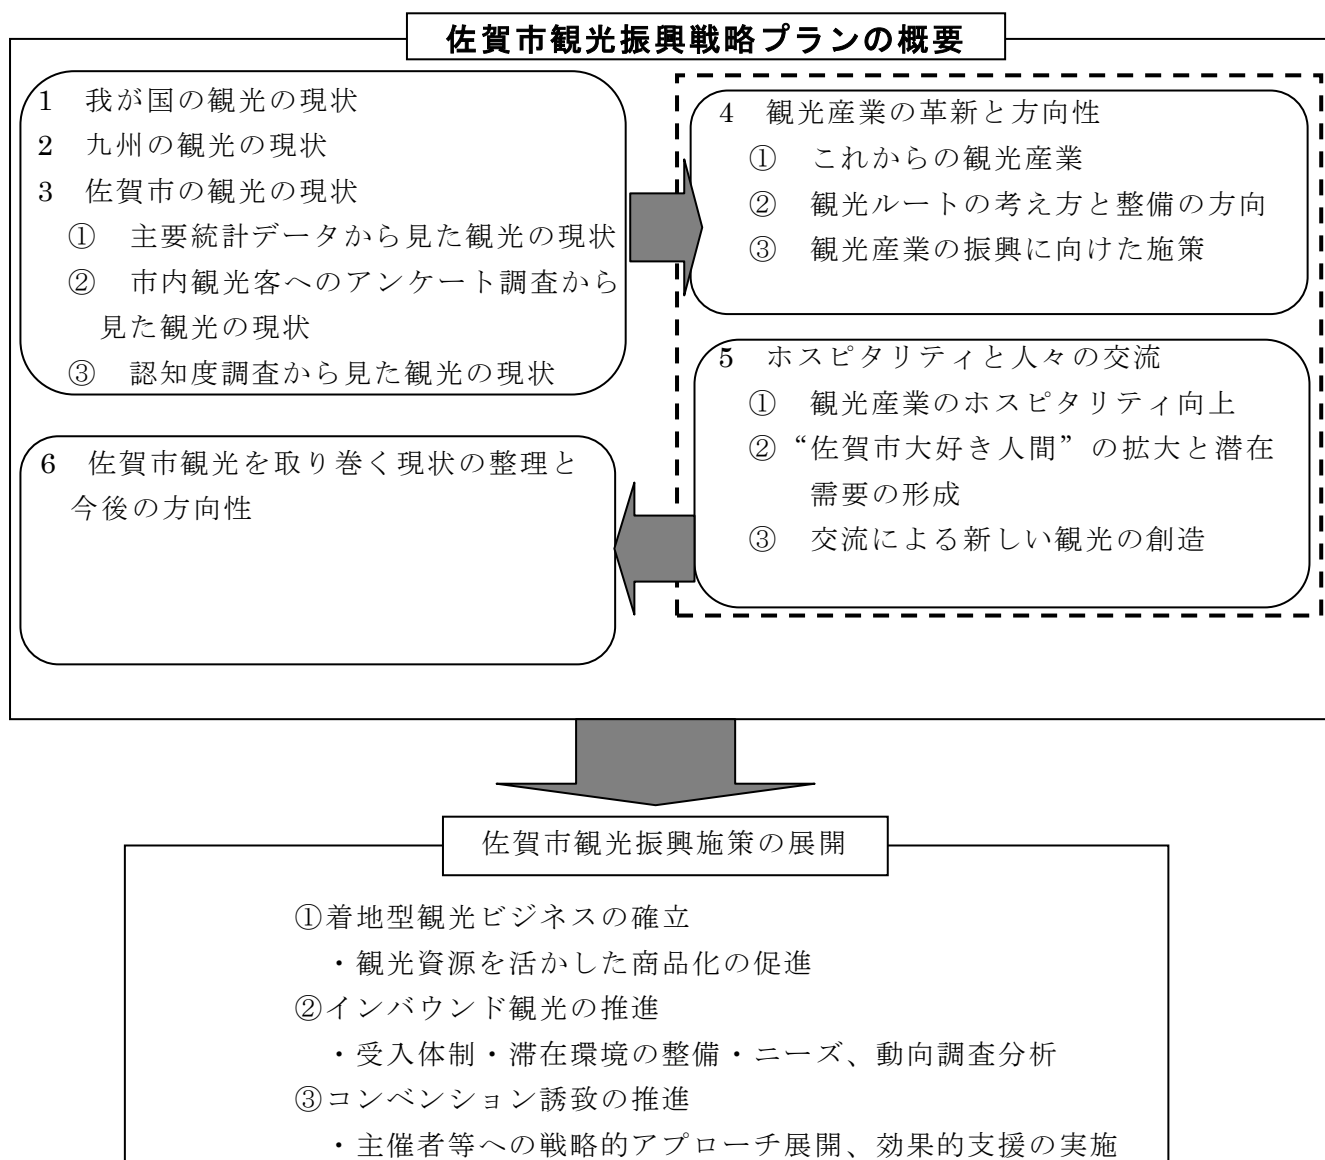 佐賀市観光振興戦略プランの概要
1　我が国の観光の現状
2　九州の観光の現状
3　佐賀市の観光の現状
①　主要統計データから見た観光の現状
②　市内観光客へのアンケート調査から
見た観光の現状
③　認知度調査から見た観光の現状
4　観光産業の革新と方向性
①　これからの観光産業
②　観光ルートの考え方と整備の方向
③　観光産業の振興に向けた施策
5　ホスピタリティと人々の交流
①　観光産業のホスピタリティ向上
②“佐賀市大好き人間”の拡大と潜在
需要の形成
③　交流による新しい観光の創造
6　佐賀市観光を取り巻く現状の整理と
今後の方向性
佐賀市観光振興施策の展開
①着地型観光ビジネスの確立
・観光資源を活かした商品化の促進
②インバウンド観光の推進
・受入体制・滞在環境の整備・ニーズ、動向調査分析
③コンベンション誘致の推進
・主催者等への戦略的アプローチ展開、効果的支援の実施